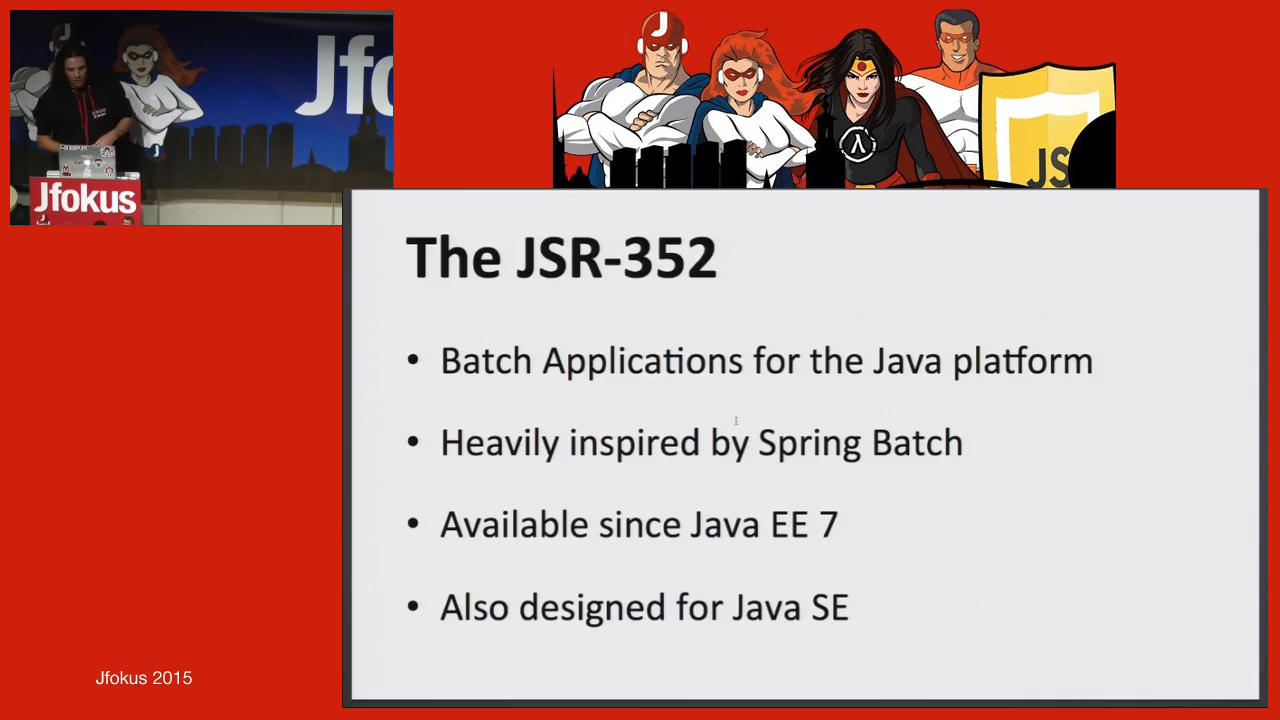 Jfo
Jfokus
JS
The JSR-352
• Batch Applications for the Java platform
• Heavily inspired by Spring Batch
• Available since Java EE 7
• Also designed for Java SE
Jfokus 2015